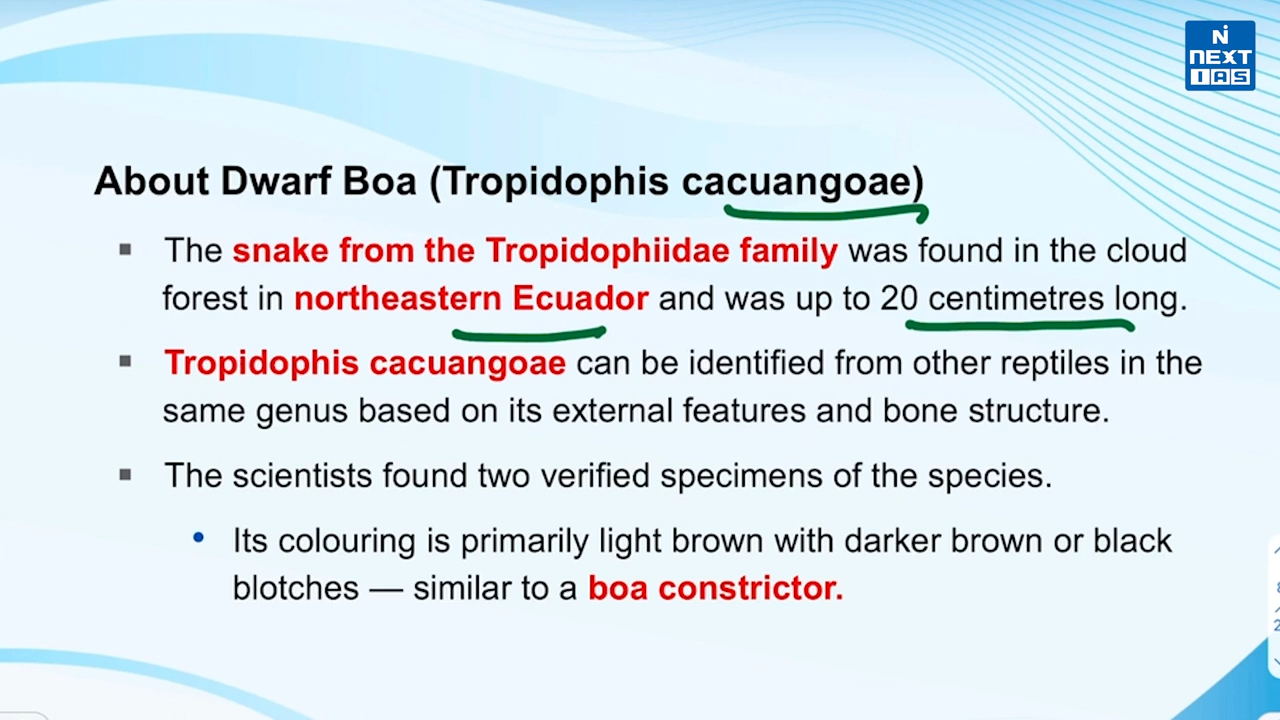 NEXT
IAS
About Dwarf Boa (Tropidophis cacuangoae)
▪ The snake from the Tropidophiidae family was found in the cloud
forest in northeastern Ecuador and was up to 20 centimetres long.
▪ Tropidophis cacuangoae can be identified from other reptiles in the
same genus based on its external features and bone structure.
▪ The scientists found two verified specimens of the species.
• Its colouring is primarily light brown with darker brown or black
blotches — similar to a boa constrictor.